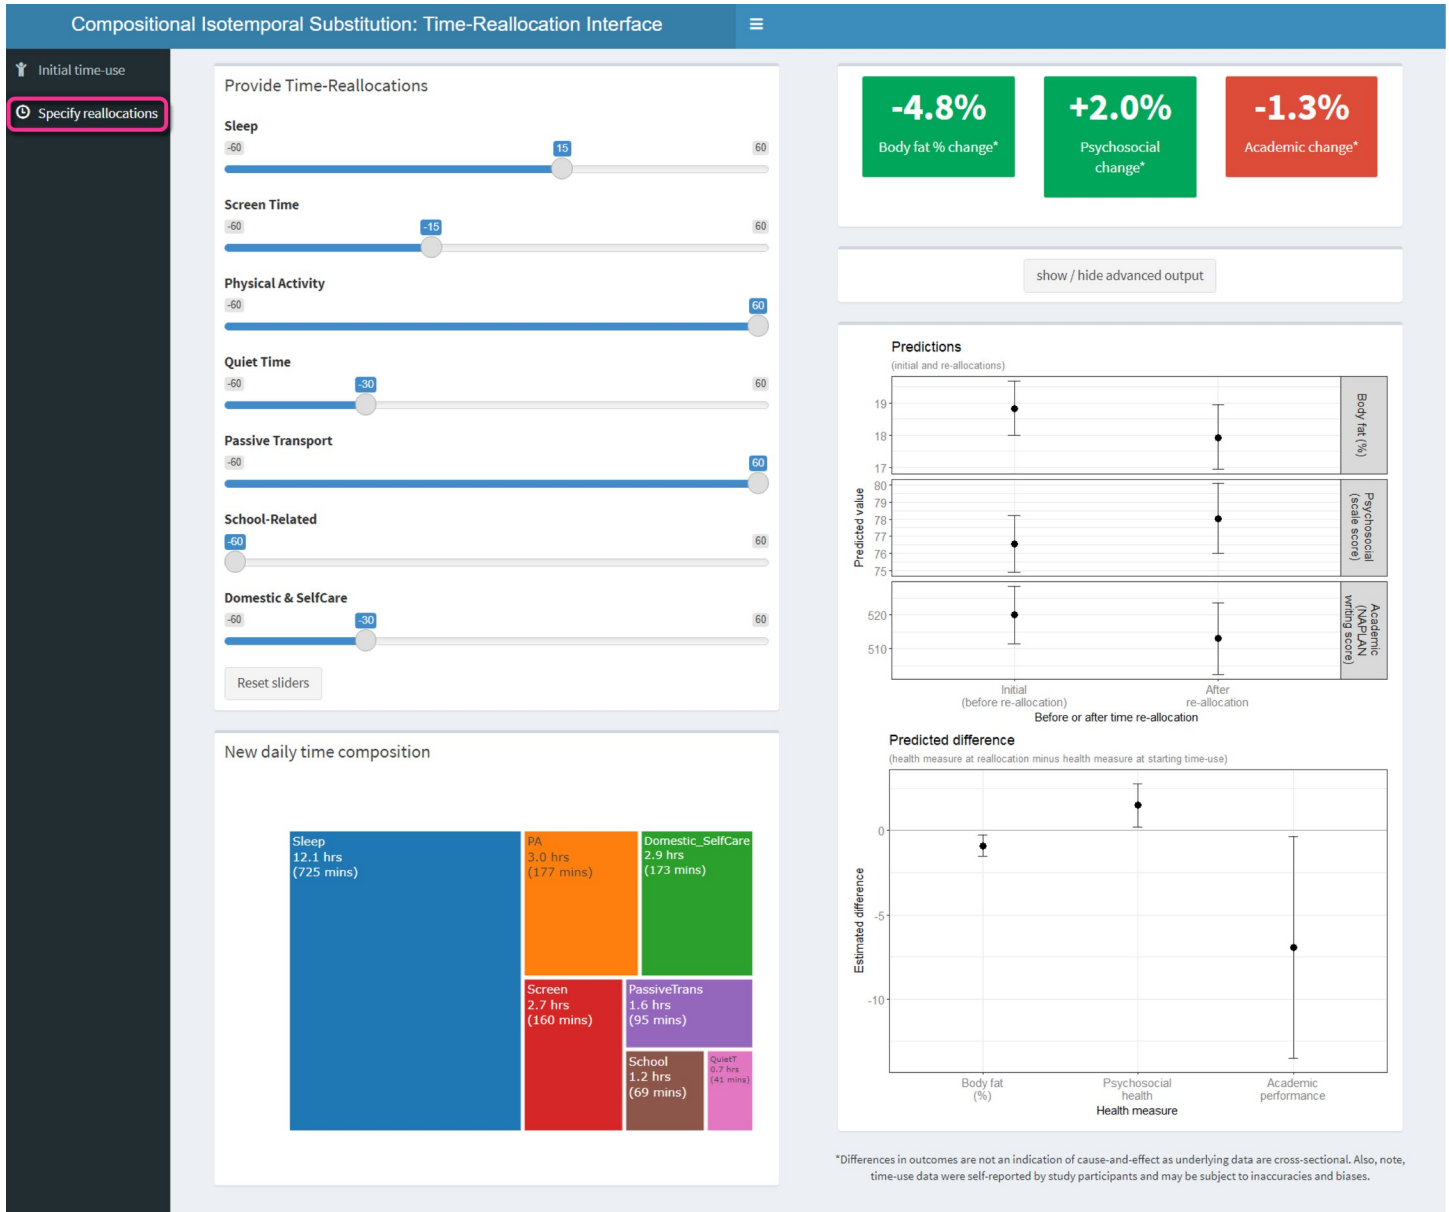 Compositional Isotemporal Substitution: Time-Reallocation Interface
Initial time-use
Specify reallocations
Provide Time-Reallocations
Sleep
-60 15 60
Screen Time
-60 -15 60
Physical Activity
-60 60
Quiet Time
-60 -30 60
Passive Transport
-60 60
School-Related
-60 60
Domestic & SelfCare
-60 -30 60
Reset sliders
New daily time composition
Sleep
12.1 hrs
(725 mins)
PA
3.0 hrs
(177 mins)
Domestic_SelfCare
2.9 hrs
(173 mins)
Screen
2.7 hrs
(160 mins)
PassiveTrans
1.6 hrs
(95 mins)
School
1.2 hrs
(69 mins)
QuietT
0.7 hrs
(41 mins)
-4.8%
Body fat % change*
+2.0%
Psychosocial
change*
-1.3%
Academic change*
show / hide advanced output
Predictions
(initial and re-allocations)
Predicted value
19
18
17
Body fat (%)
80
79
78
77
76
75
Psychosocial
(scale score)
520
510
Academic
(NAPLAN
writing score)
Initial
(before re-allocation)
After
re-allocation
Before or after time re-allocation
Predicted difference
(health measure at reallocation minus health measure at starting time-use)
Estimated difference
0
-5
-10
Body fat
(%)
Psychosocial
health
Academic
performance
Health measure
*Differences in outcomes are not an indication of cause-and-effect as underlying data are cross-sectional. Also, note,
time-use data were self-reported by study participants and may be subject to inaccuracies and biases.